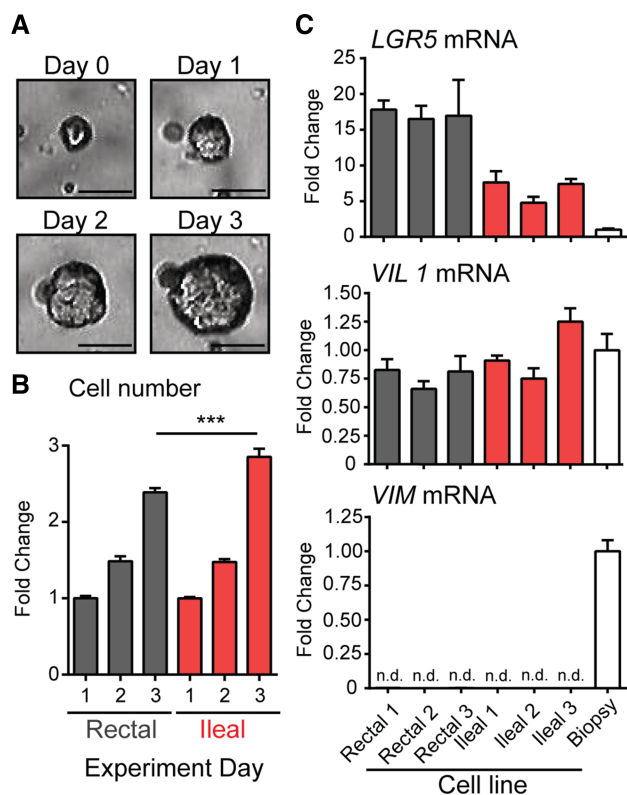 A
Day 0
Day 1
Day 2
Day 3
B
Cell number
***
Fold Change
3
2
1
0
1 2 3 1 2 3
Rectal Ileal
Experiment Day
C
LGR5 mRNA
Fold Change
25
20
15
10
5
0
VIL 1 mRNA
Fold Change
1.50
1.25
1.00
0.75
0.50
0.25
0
VIM mRNA
Fold Change
1.25
1.00
0.75
0.50
0.25
0.00
n.d. n.d. n.d. n.d. n.d. n.d.
Rectal 1
Rectal 2
Rectal 3
Ileal 1
Ileal 2
Ileal 3
Biopsy
Cell line